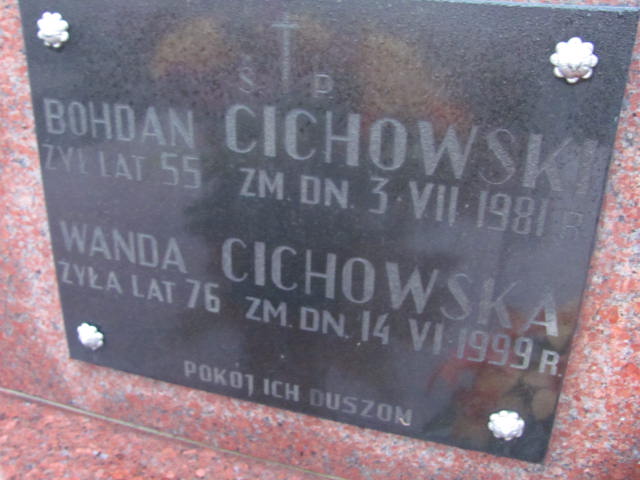 Ś P
BOHDAN CICHOWSKI
ŻYŁ LAT 55 ZM. DN. 3 VII 1981 R
WANDA CICHOWSKA
ŻYŁA LAT 76 ZM. DN. 14 VI 1999 R.
POKÓJ ICH DUSZOM